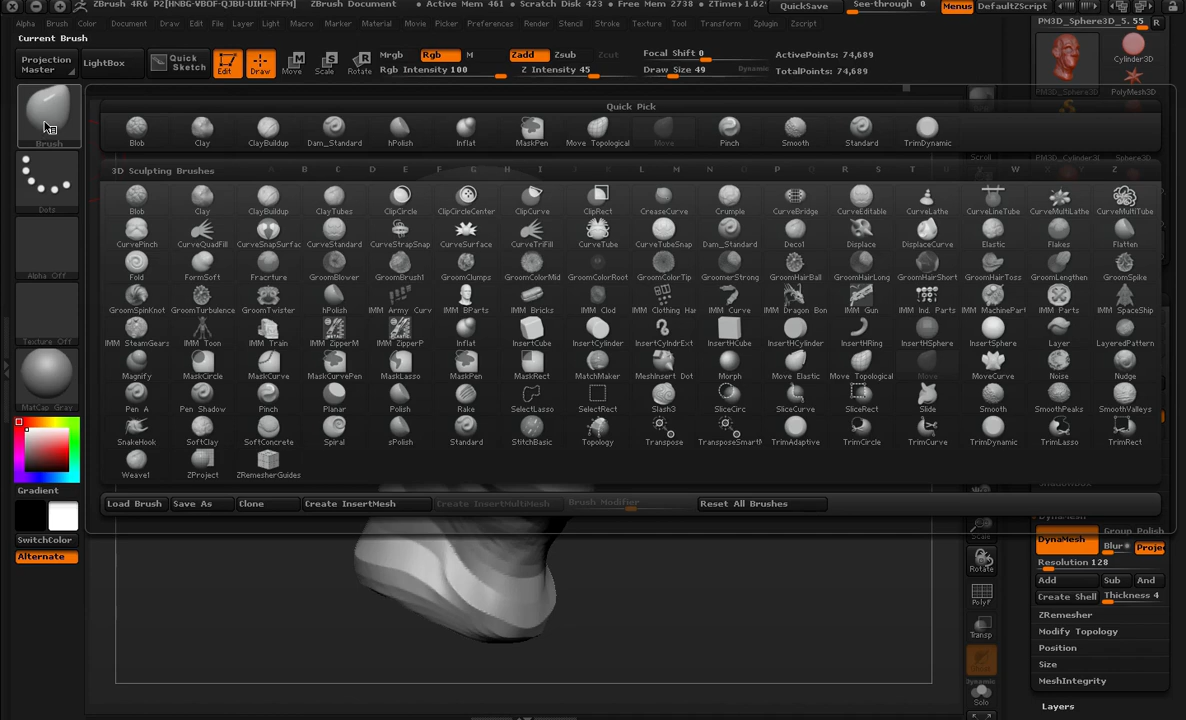 ZBrush 4R6 P2[HNBG-VBOF-QJBU-UIHI-NFFM] ZBrush Document • Active Mem 461 • Scratch Disk 423 • Free Mem 2738 • ZTime
QuickSave See-through 0 Menus DefaultZScript
Alpha Brush Color Document Draw Edit File Layer Light Macro Marker Material Movie Picker Preferences Render Stencil Stroke Texture Tool Transform Zplugin Zscript
Current Brush
PM3D_Sphere3D_5. 55 R
Projection Master
LightBox
Quick Sketch
Edit Draw Move Scale Rotate
Mrgb Rgb M
Rgb Intensity 100
Zadd Zsub Zcut
Z Intensity 45
Focal Shift 0
Draw Size 49 Dynamic
ActivePoints: 74,689
TotalPoints: 74,689
Cylinder3D
PM3D_Sphere3D PolyMesh3D
Brush
Quick Pick
Blob Clay ClayBuildup Dam_Standard hPolish Inflat MaskPen Move Topological Move Pinch Smooth Standard TrimDynamic
Scroll
PM3D_Cylinder3 Sphere3D
3D Sculpting Brushes
Blob Clay ClayBuildup ClayTubes ClipCircle ClipCircleCenter ClipCurve ClipRect CreaseCurve Crumple CurveBridge CurveEditable CurveLathe CurveLineTube CurveMultiLathe CurveMultiTube
CurvePinch CurveQuadFill CurveSnapSurfac CurveStandard CurveStrapSnap CurveSurface CurveTriFill CurveTube CurveTubeSnap Dam_Standard Deco1 Displace DisplaceCurve Elastic Flakes Flatten
Fold FormSoft Fracrture GroomBlower GroomBrush1 GroomClumps GroomColorMid GroomColorRoot GroomColorTip GroomerStrong GroomHairBall GroomHairLong GroomHairShort GroomHairToss GroomLengthen GroomSpike
GroomSpinKnot GroomTurbulence GroomTwister hPolish IMM Army Curv IMM BParts IMM Bricks IMM Clod IMM Clothing Har IMM Curve IMM Dragon Bon IMM Gun IMM Ind. Parts IMM MachinePart IMM Parts IMM SpaceShip
IMM SteamGears IMM Toon IMM Train IMM ZipperM IMM ZipperP Inflat InsertCube InsertCylinder InsertCylndrExt InsertHCube InsertHCylinder InsertHRing InsertHSphere InsertSphere Layer LayeredPattern
Magnify MaskCircle MaskCurve MaskCurvePen MaskLasso MaskPen MaskRect MatchMaker MeshInsert Dot Morph Move Elastic Move Topological Move MoveCurve Noise Nudge
Pen A Pen Shadow Pinch Planar Polish Rake SelectLasso SelectRect Slash3 SliceCirc SliceCurve SliceRect Slide Smooth SmoothPeaks SmoothValleys
SnakeHook SoftClay SoftConcrete Spiral sPolish Standard StitchBasic Topology Transpose TransposeSmartM TrimAdaptive TrimCircle TrimCurve TrimDynamic TrimLasso TrimRect
Weave1 ZProject ZRemesherGuides
Load Brush Save As Clone Create InsertMesh Create InsertMultiMesh Brush Modifier Reset All Brushes
Dots
Alpha Off
Texture Off
MatCap Gray
Gradient
SwitchColor
Alternate
Scale
Rotate
PolyF
Transp
Dynamic
Solo
DynaMesh Group Polish
Blur Proje
Resolution 128
Add Sub And
Create Shell Thickness 4
ZRemesher
Modify Topology
Position
Size
MeshIntegrity
Layers